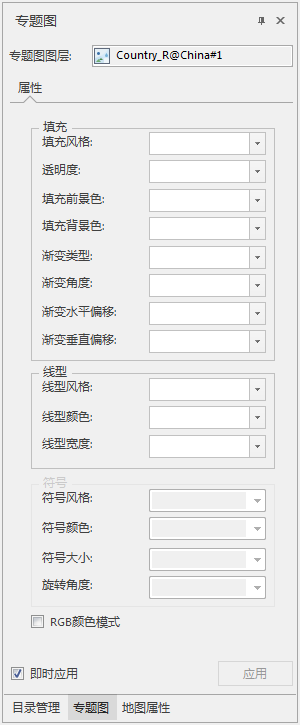 专题图
专题图图层: Country_R@China#1
属性
填充
填充风格:
透明度:
填充前景色:
填充背景色:
渐变类型:
渐变角度:
渐变水平偏移:
渐变垂直偏移:
线型
线型风格:
线型颜色:
线型宽度:
符号
符号风格:
符号颜色:
符号大小:
旋转角度:
RGB颜色模式
即时应用 应用
目录管理 专题图 地图属性